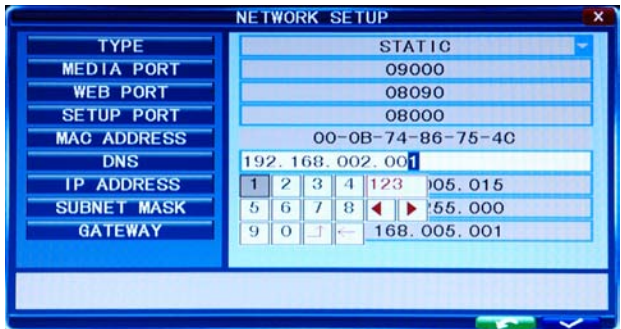 NETWORK SETUP X
TYPE STATIC
MEDIA PORT 09000
WEB PORT 08090
SETUP PORT 08000
MAC ADDRESS 00-0B-74-86-75-4C
DNS 192.168.002.001
IP ADDRESS 005.015
SUBNET MASK 255.000
GATEWAY 168.005.001
1 2 3 4 123
5 6 7 8
9 0